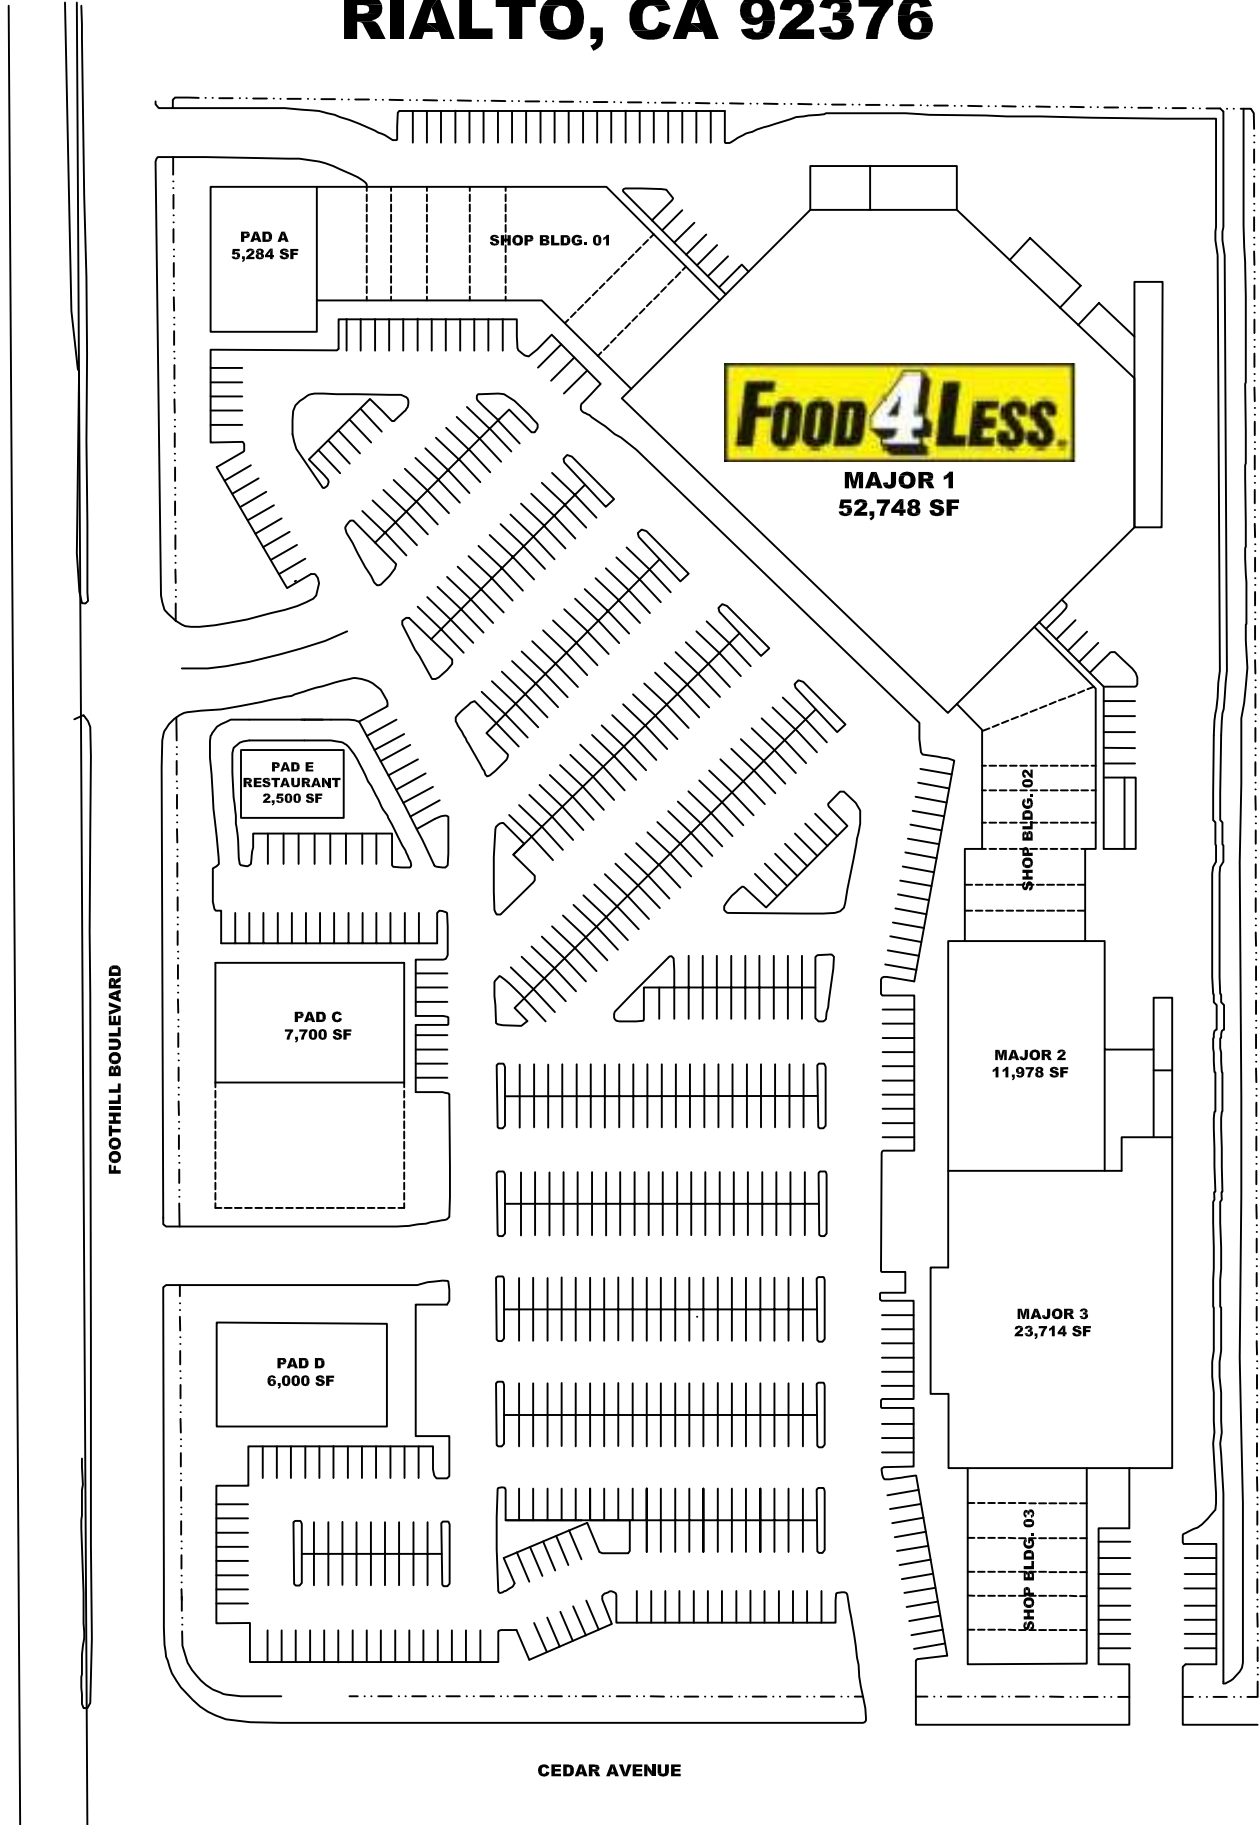 RIALTO, CA 92376
PAD A
5,284 SF
SHOP BLDG. 01
FOOD 4 LESS.
MAJOR 1
52,748 SF
PAD E
RESTAURANT
2,500 SF
SHOP BLDG. 02
FOOTHILL BOULEVARD
PAD C
7,700 SF
MAJOR 2
11,978 SF
MAJOR 3
23,714 SF
PAD D
6,000 SF
SHOP BLDG. 03
CEDAR AVENUE